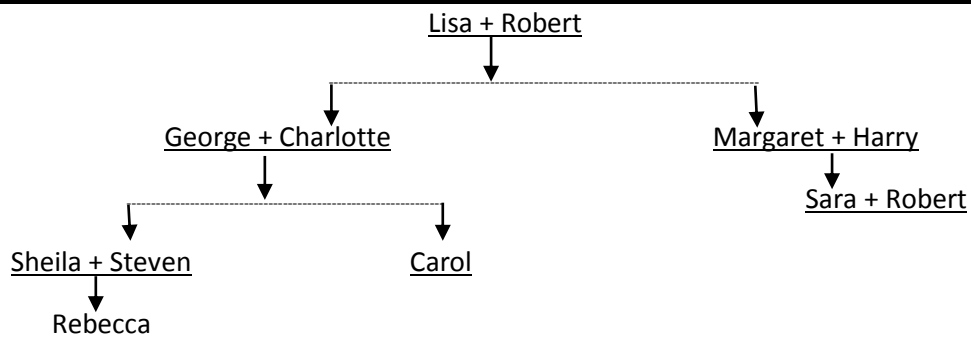 Lisa + Robert
George + Charlotte
Margaret + Harry
Sara + Robert
Sheila + Steven
Carol
Rebecca